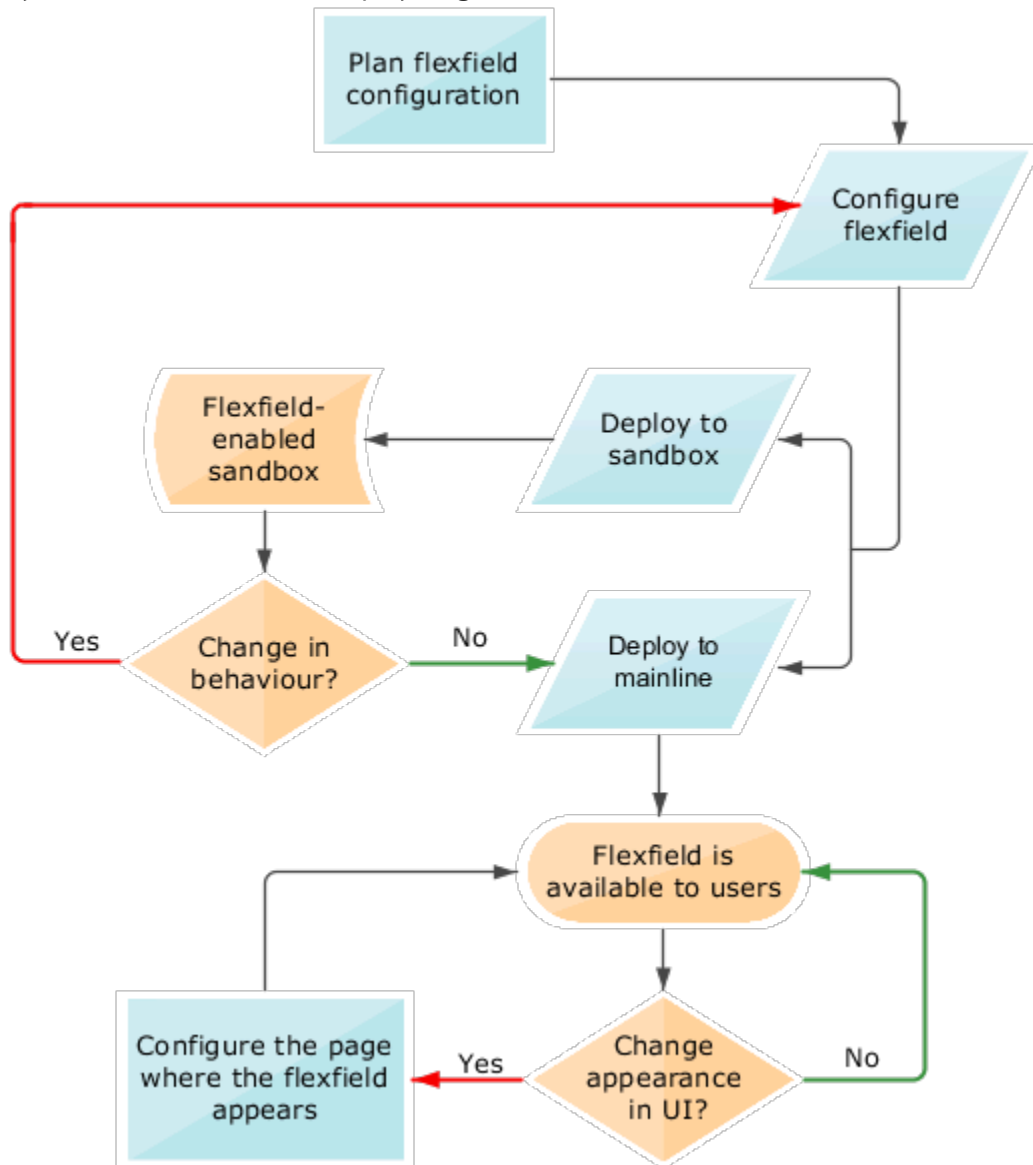 Plan flexfield
configuration
Configure
flexfield
Flexfield-
enabled
sandbox
Deploy to
sandbox
Yes
Change in
behaviour?
No
Deploy to
mainline
Flexfield is
available to users
Configure the page
where the flexfield
appears
Yes
Change
appearance
in UI?
No